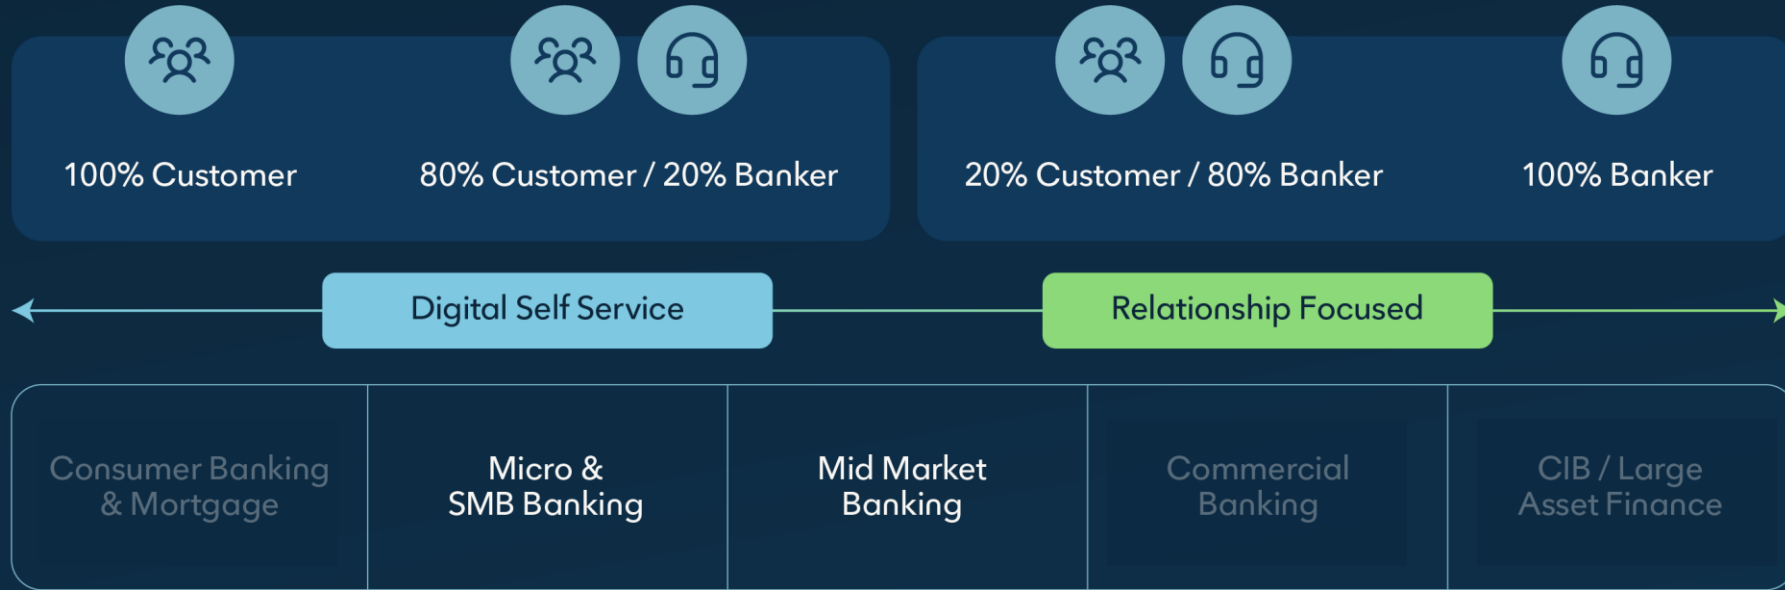 100% Customer
80% Customer / 20% Banker
20% Customer / 80% Banker
100% Banker
Digital Self Service
Relationship Focused
Consumer Banking
& Mortgage
Micro &
SMB Banking
Mid Market
Banking
Commercial
Banking
CIB / Large
Asset Finance